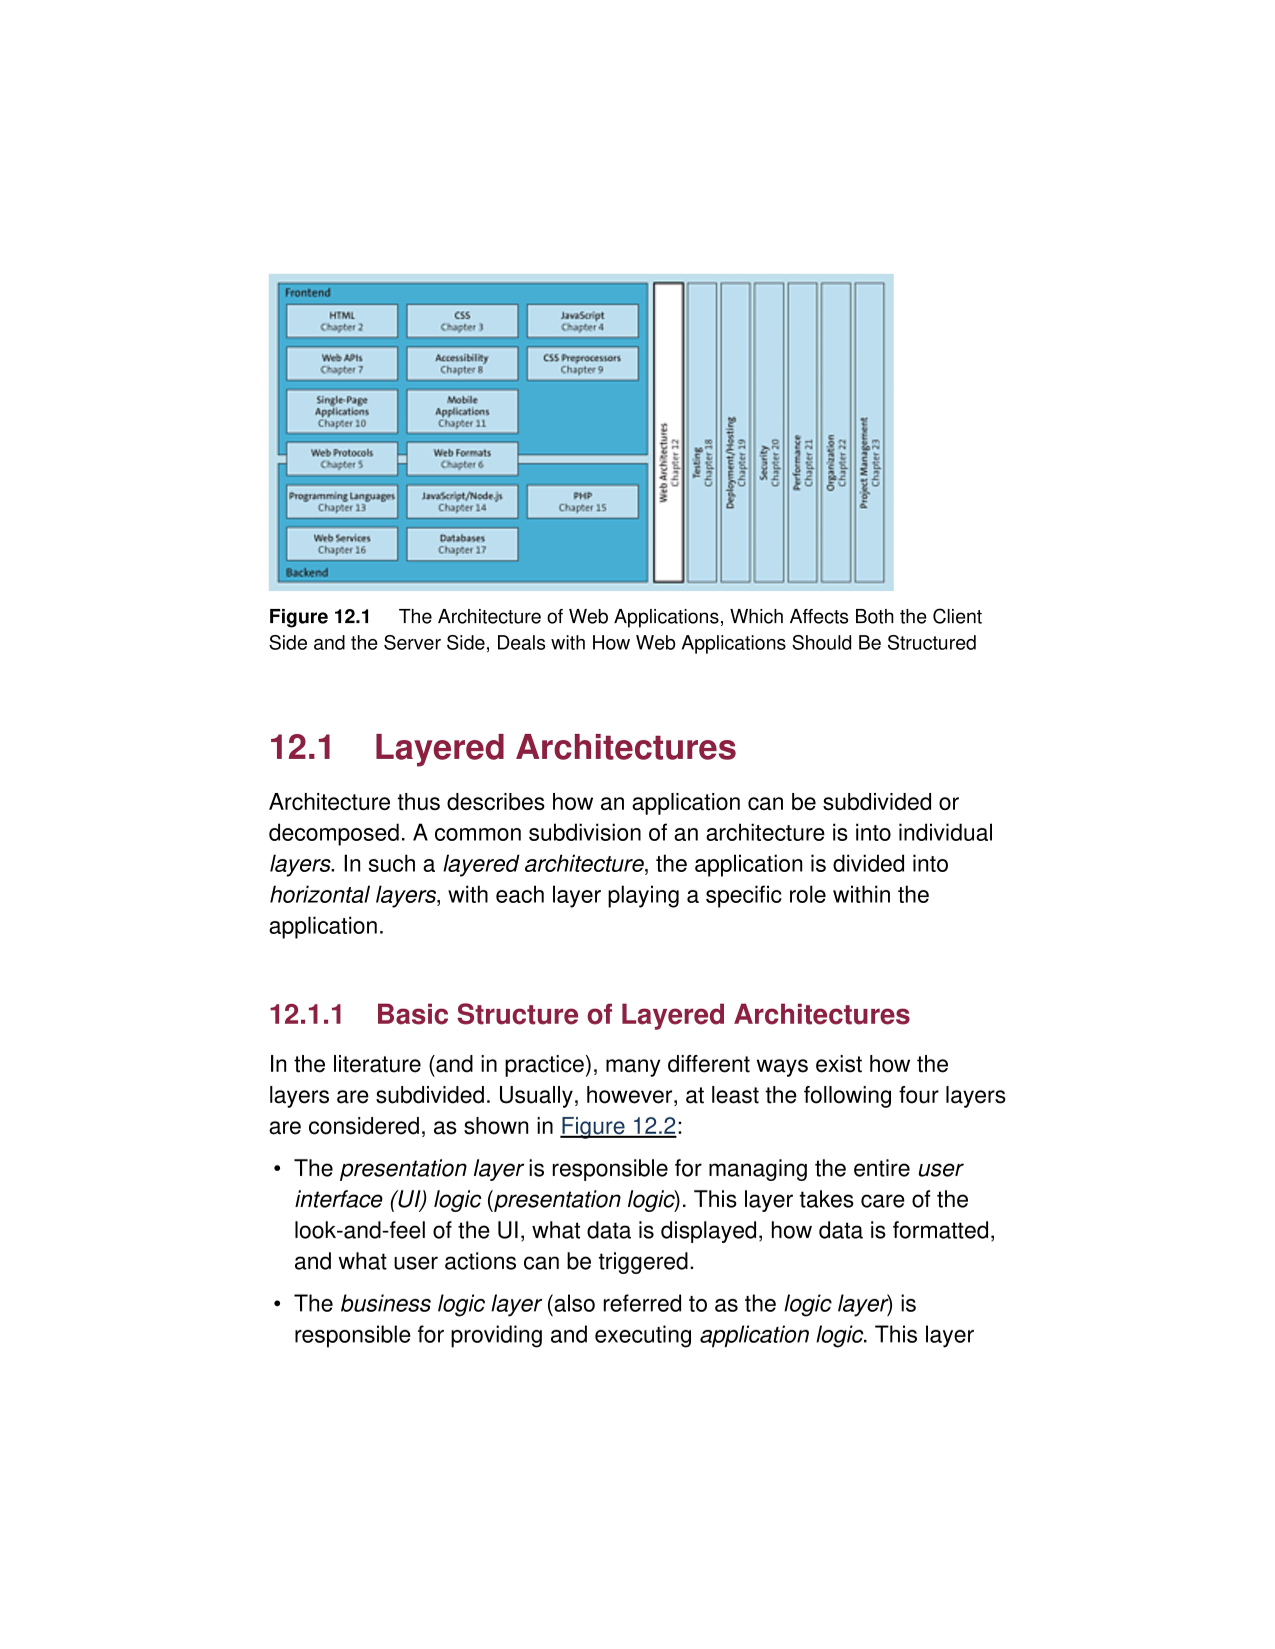 Frontend
HTML
Chapter 2
CSS
Chapter 3
JavaScript
Chapter 4
Web APIs
Chapter 7
Accessibility
Chapter 8
CSS Preprocessors
Chapter 9
Single-Page
Applications
Chapter 10
Mobile
Applications
Chapter 11
Web Protocols
Chapter 5
Web Formats
Chapter 6
Programming Languages
Chapter 13
JavaScript/Node.js
Chapter 14
PHP
Chapter 15
Web Services
Chapter 16
Databases
Chapter 17
Backend
Web Architectures
Chapter 12
Testing
Chapter 18
Deployment/Hosting
Chapter 19
Security
Chapter 20
Performance
Chapter 21
Organization
Chapter 22
Project Management
Chapter 23
Figure 12.1 The Architecture of Web Applications, Which Affects Both the Client
Side and the Server Side, Deals with How Web Applications Should Be Structured
12.1 Layered Architectures
Architecture thus describes how an application can be subdivided or
decomposed. A common subdivision of an architecture is into individual
layers. In such a layered architecture, the application is divided into
horizontal layers, with each layer playing a specific role within the
application.
12.1.1 Basic Structure of Layered Architectures
In the literature (and in practice), many different ways exist how the
layers are subdivided. Usually, however, at least the following four layers
are considered, as shown in Figure 12.2:
• The presentation layer is responsible for managing the entire user
interface (UI) logic (presentation logic). This layer takes care of the
look-and-feel of the UI, what data is displayed, how data is formatted,
and what user actions can be triggered.
• The business logic layer (also referred to as the logic layer) is
responsible for providing and executing application logic. This layer